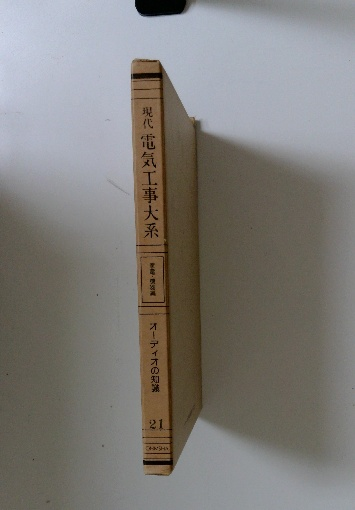 現代
電気工事大系
オーディオの知識
21